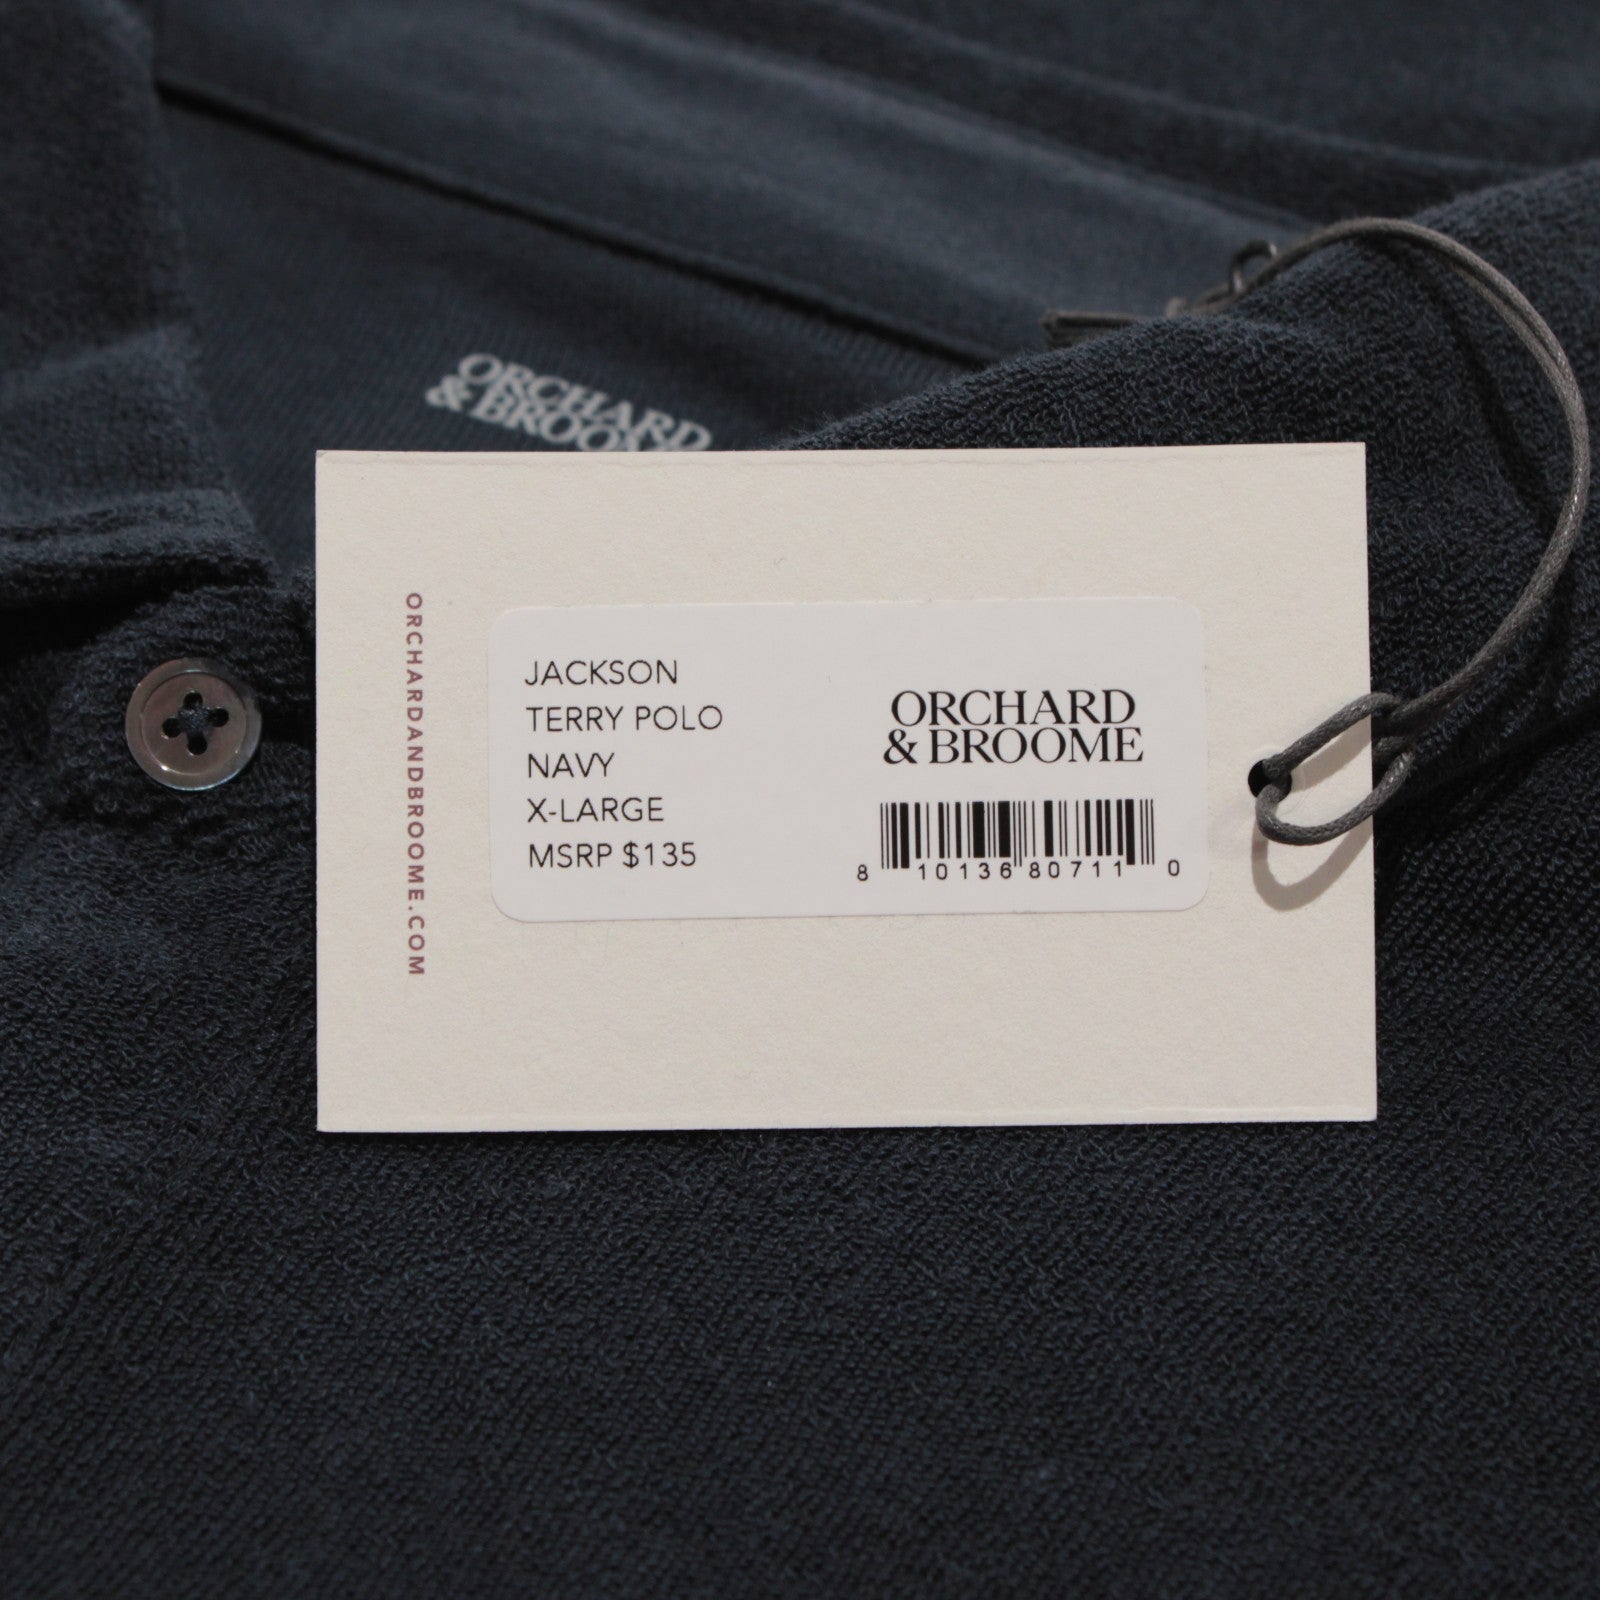 ORCHARD
& BROOME
ORCHARDANDBROOME.COM
JACKSON
TERRY POLO
NAVY
X-LARGE
MSRP $135
ORCHARD
& BROOME
8 10136 80711 0